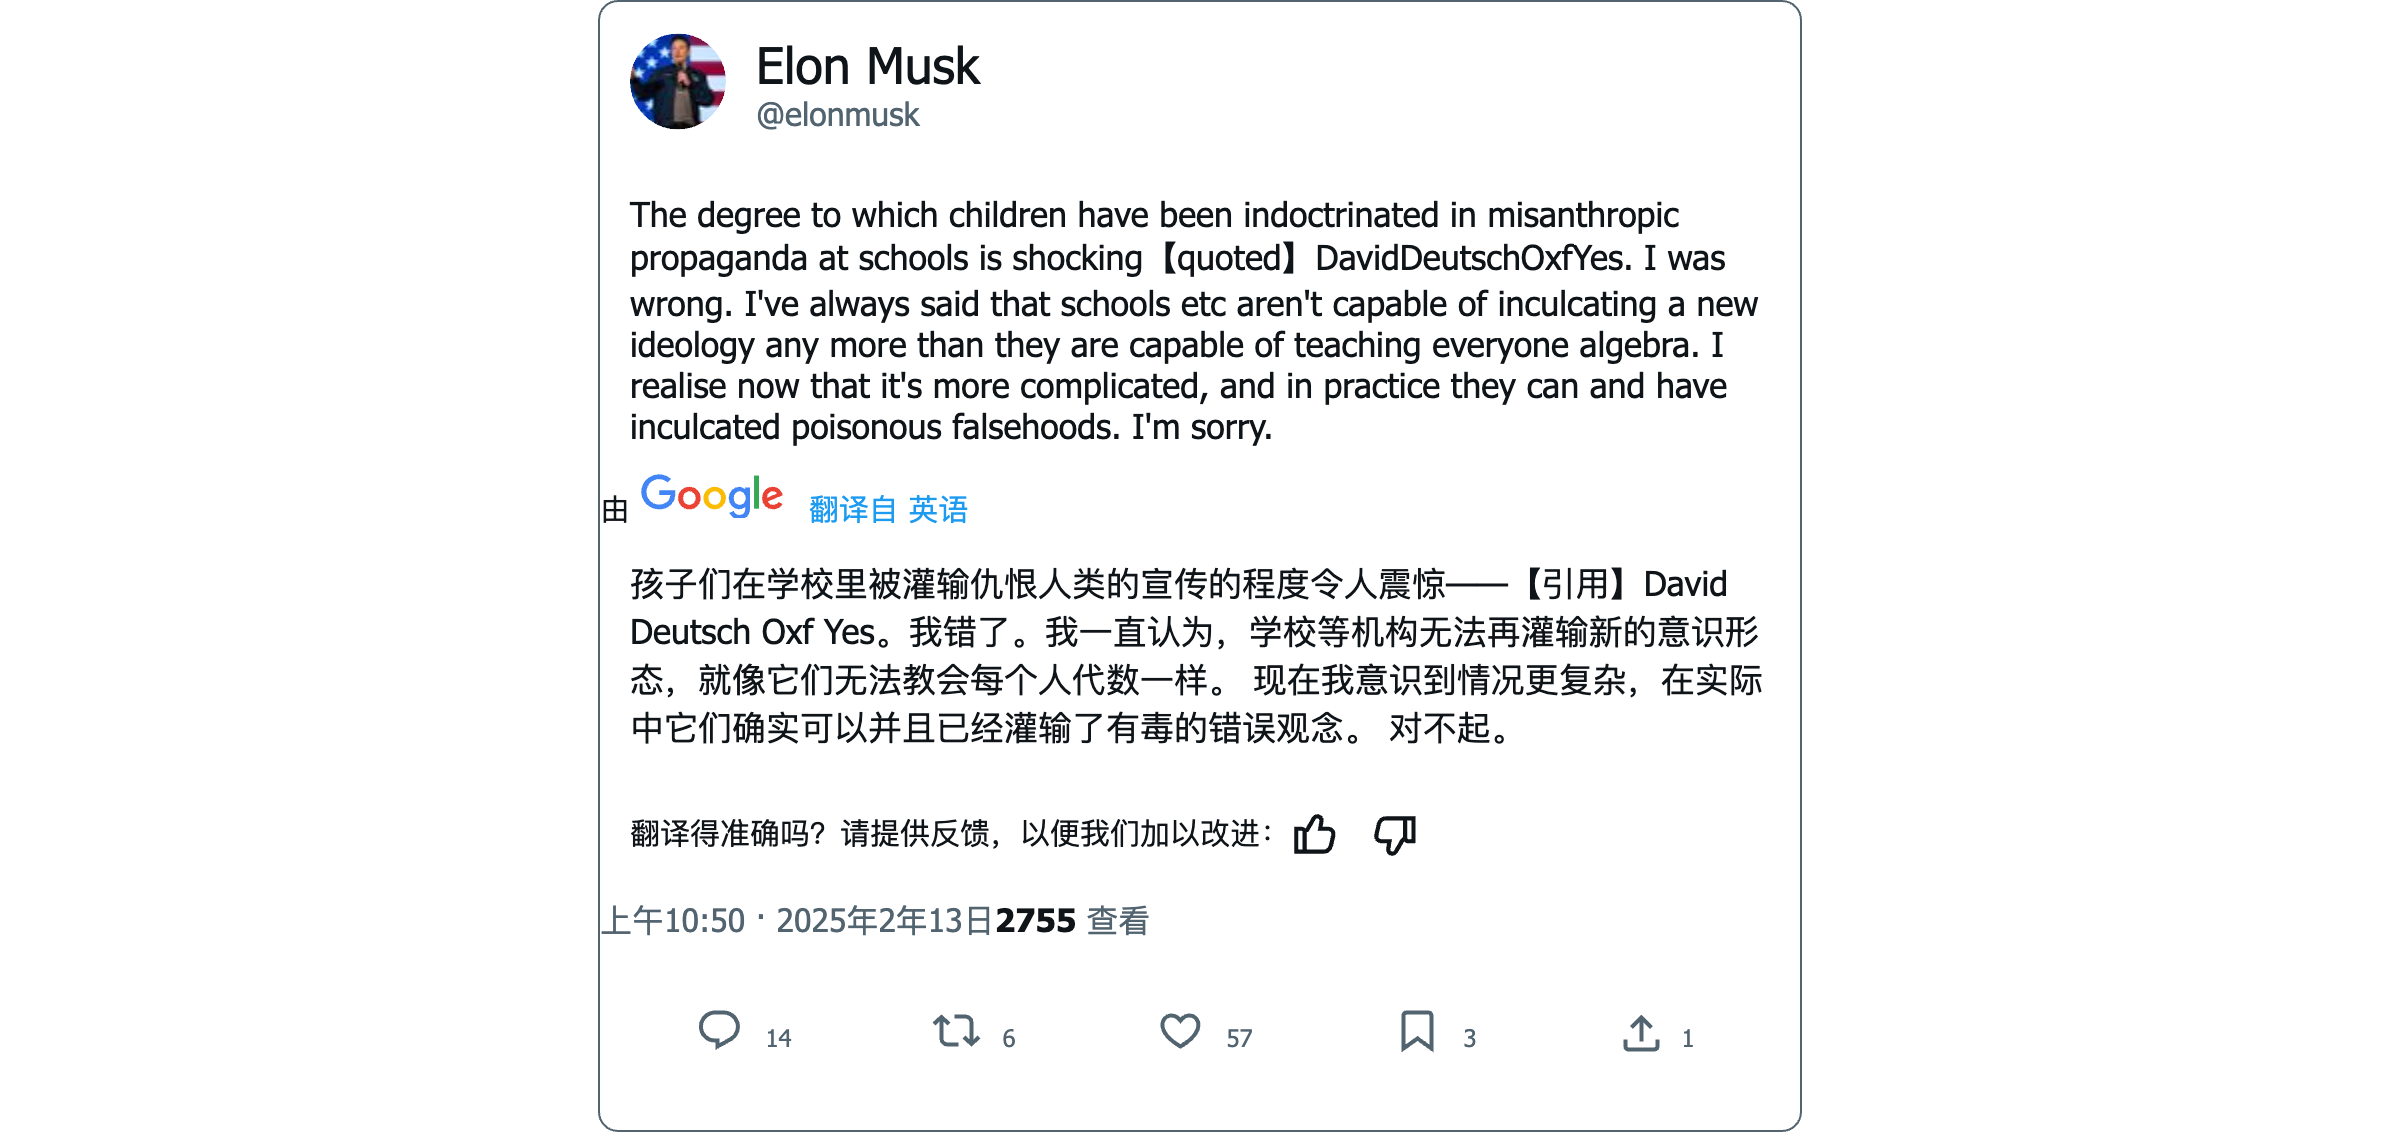 Elon Musk
@elonmusk
The degree to which children have been indoctrinated in misanthropic
propaganda at schools is shocking【quoted】DavidDeutschOxfYes. I was
wrong. I've always said that schools etc aren't capable of inculcating a new
ideology any more than they are capable of teaching everyone algebra. I
realise now that it's more complicated, and in practice they can and have
inculcated poisonous falsehoods. I'm sorry.
由 Google 翻译自 英语
孩子们在学校里被灌输仇恨人类的宣传的程度令人震惊——【引用】David
Deutsch Oxf Yes。我错了。我一直认为，学校等机构无法再灌输新的意识形
态，就像它们无法教会每个人代数一样。 现在我意识到情况更复杂，在实际
中它们确实可以并且已经灌输了有毒的错误观念。 对不起。
翻译得准确吗？请提供反馈，以便我们加以改进：
上午10:50 · 2025年2年13日2755 查看
14 6 57 3 1